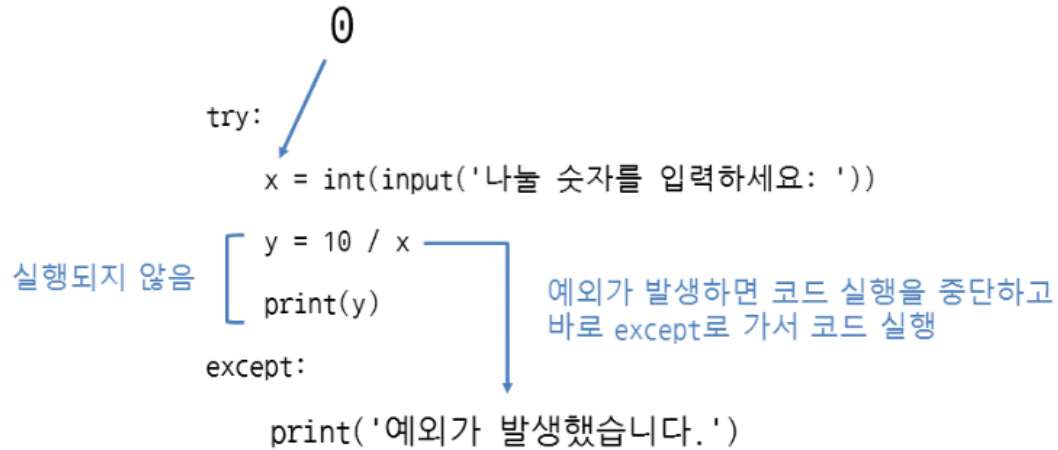 0
try:
x = int(input('나눌 숫자를 입력하세요: '))
y = 10 / x
실행되지 않음
print(y)
예외가 발생하면 코드 실행을 중단하고
바로 except로 가서 코드 실행
except:
print('예외가 발생했습니다.')